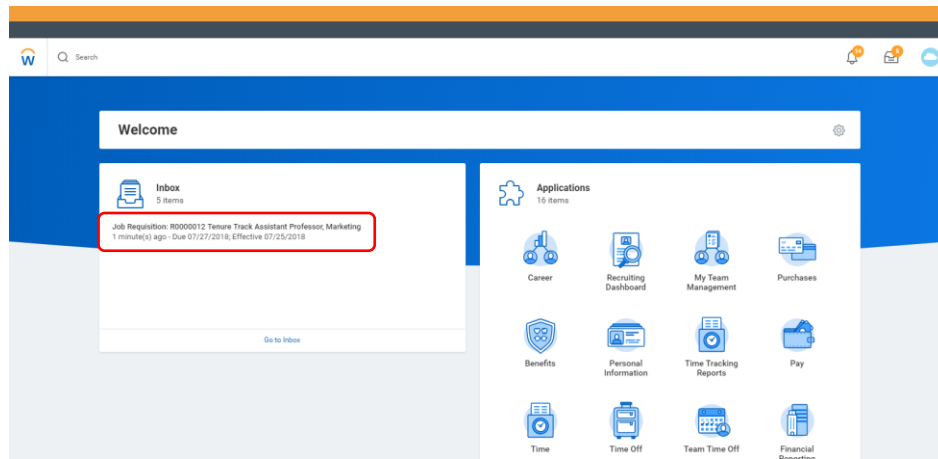 Search
Welcome
Inbox
5 items
Job Requisition: R0000012 Tenure Track Assistant Professor, Marketing
1 minute(s) ago - Due 07/27/2018; Effective 07/25/2018
Go to Inbox
Applications
16 items
Career
Recruiting
Dashboard
My Team
Management
Purchases
Benefits
Personal
Information
Time Tracking
Reports
Pay
Time
Time Off
Team Time Off
Financial
Reporting